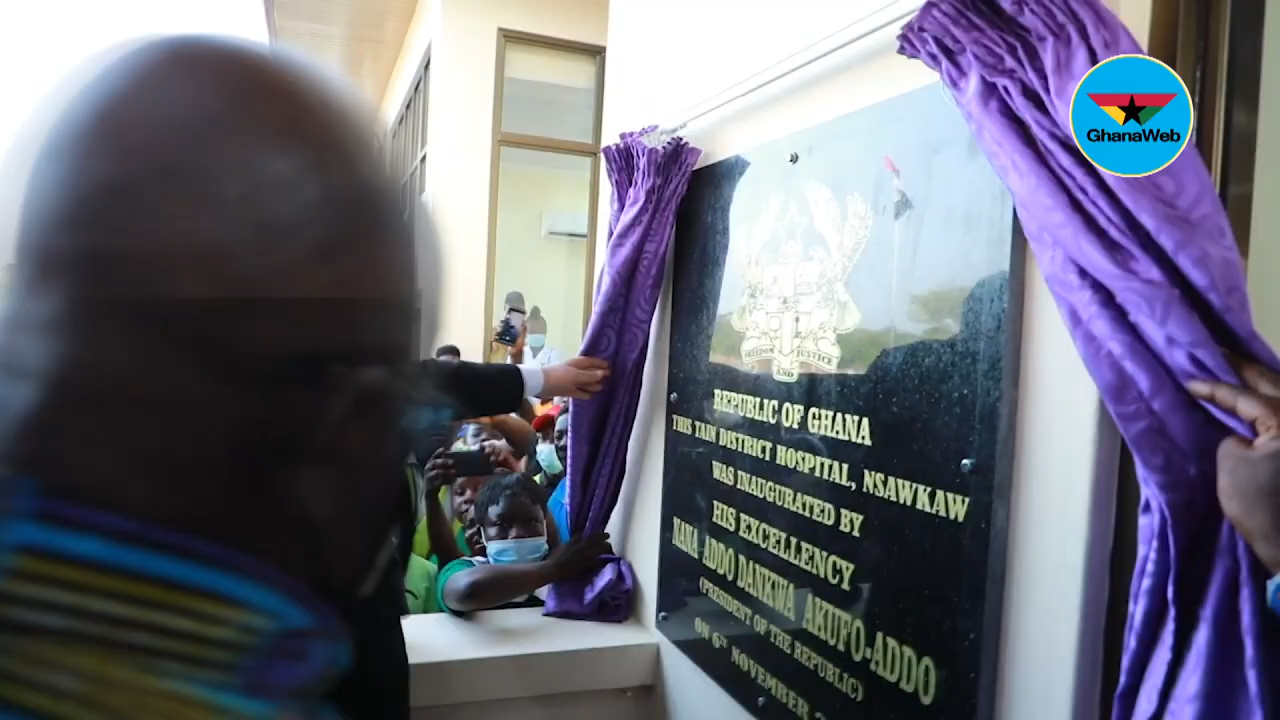 GhanaWeb
FREEDOM AND JUSTICE
REPUBLIC OF GHANA
THIS TAIN DISTRICT HOSPITAL, NSAWKAW
WAS INAUGURATED BY
HIS EXCELLENCY
NANA ADDO DANKWA AKUFO-ADDO
(PRESIDENT OF THE REPUBLIC)
ON 6TH NOVEMBER